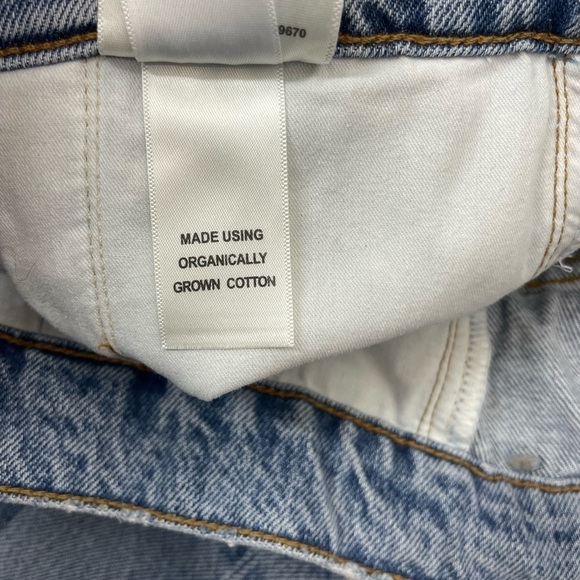 9670
MADE USING
ORGANICALLY
GROWN COTTON